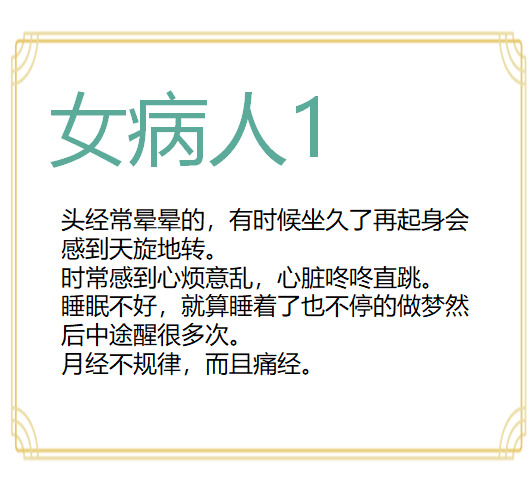 女病人1
头经常晕晕的，有时候坐久了再起身会
感到天旋地转。
时常感到心烦意乱，心脏咚咚直跳。
睡眠不好，就算睡着了也不停的做梦然
后中途醒很多次。
月经不规律，而且痛经。